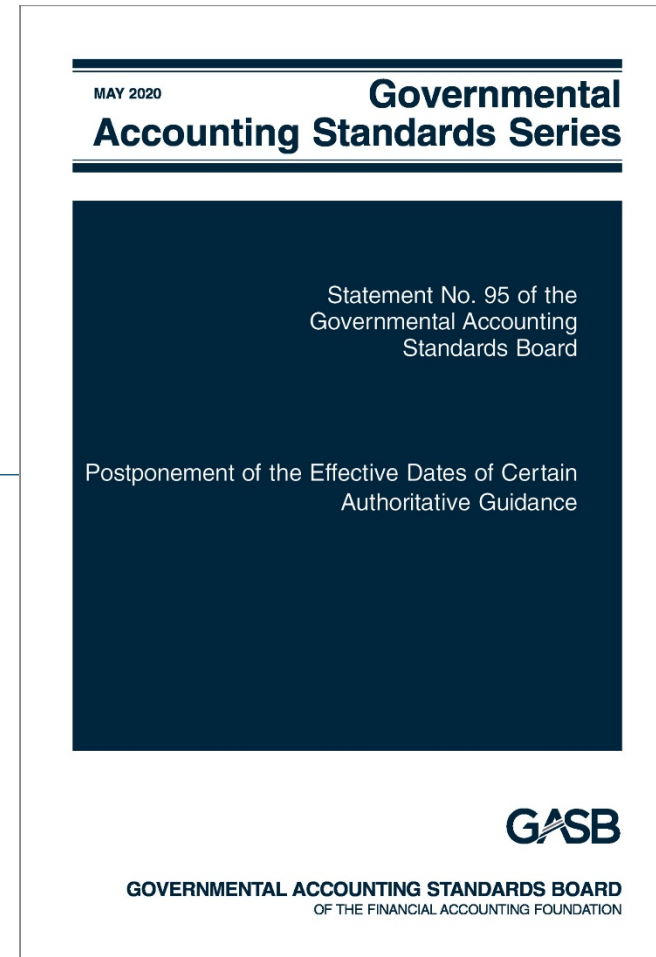 MAY 2020
Governmental
Accounting Standards Series
Statement No. 95 of the
Governmental Accounting
Standards Board
Postponement of the Effective Dates of Certain
Authoritative Guidance
GASB
GOVERNMENTAL ACCOUNTING STANDARDS BOARD
OF THE FINANCIAL ACCOUNTING FOUNDATION